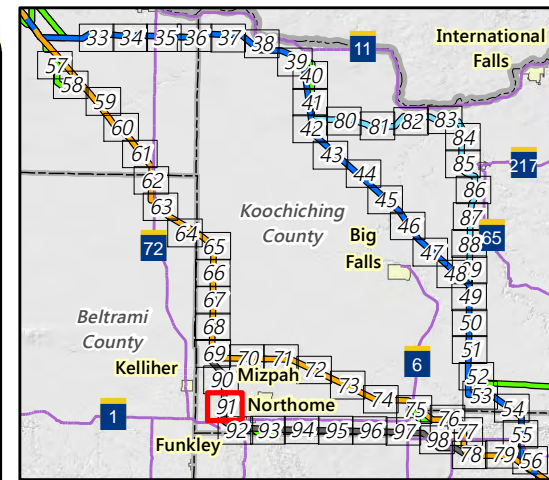 33 34 35 36 37 38 39 11 International
Falls
57 40
58 59 41
60 42 80 81 82 83 84
61 43 85 217
62 44 86
63 45 87
64 72 Koochiching
County 46 88 65
65 Big
Falls 47 48 89
66 49
67 50
Beltrami
County 68 51
Kelliher 69 70 71 72 6 52
90 Mizpah 73 74 53
1 91 Northome 75 76 54
92 93 94 95 96 97 98 77 55
Funkley 78 79 56